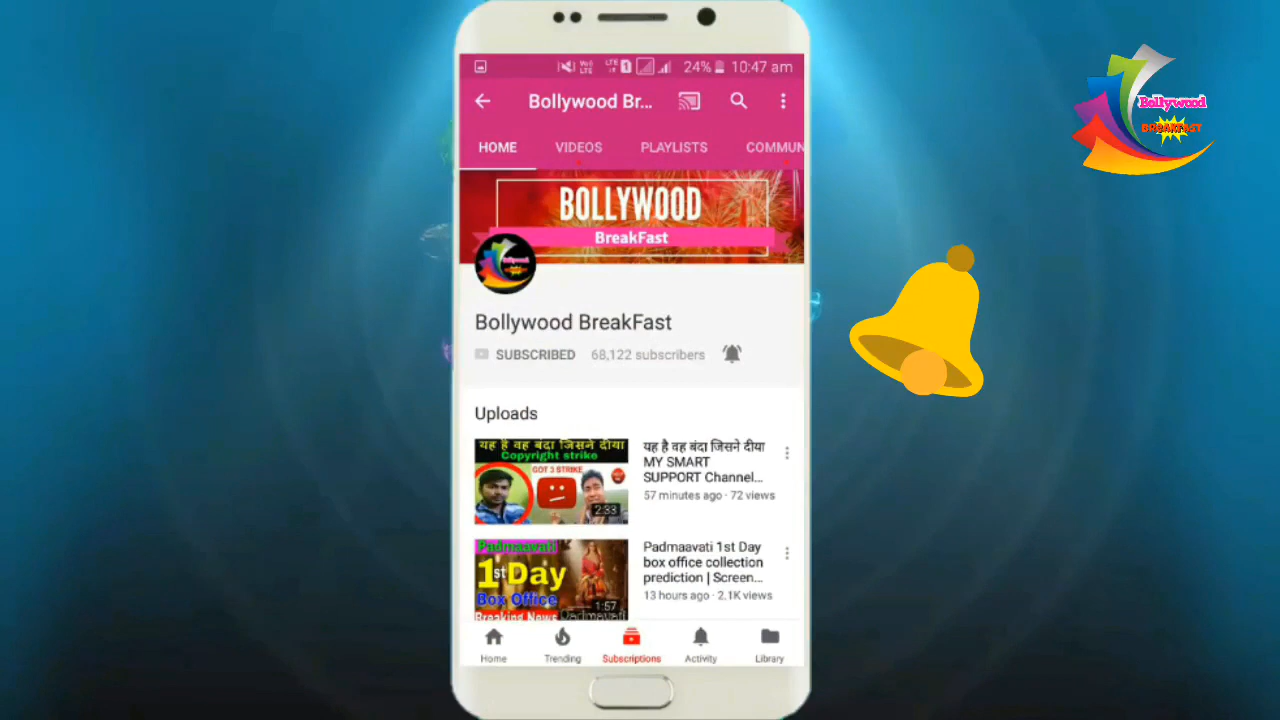 24% 10:47 am
Bollywood Br...
HOME VIDEOS PLAYLISTS COMMUN
BOLLYWOOD
BreakFast
Bollywood BreakFast
SUBSCRIBED 68,122 subscribers
Uploads
यह है वह बंदा जिसने दीया
Copyright strike
GOT 3 STRIKE
2:33
यह है वह बंदा जिसने दीया
MY SMART
SUPPORT Channel...
57 minutes ago · 72 views
Padmaavati
1st Day
Box Office
Breaking News
1:57
Padmavati
Padmaavati 1st Day
box office collection
prediction | Screen...
13 hours ago · 2.1K views
Home Trending Subscriptions Activity Library
Bollywood
BREAKFAST